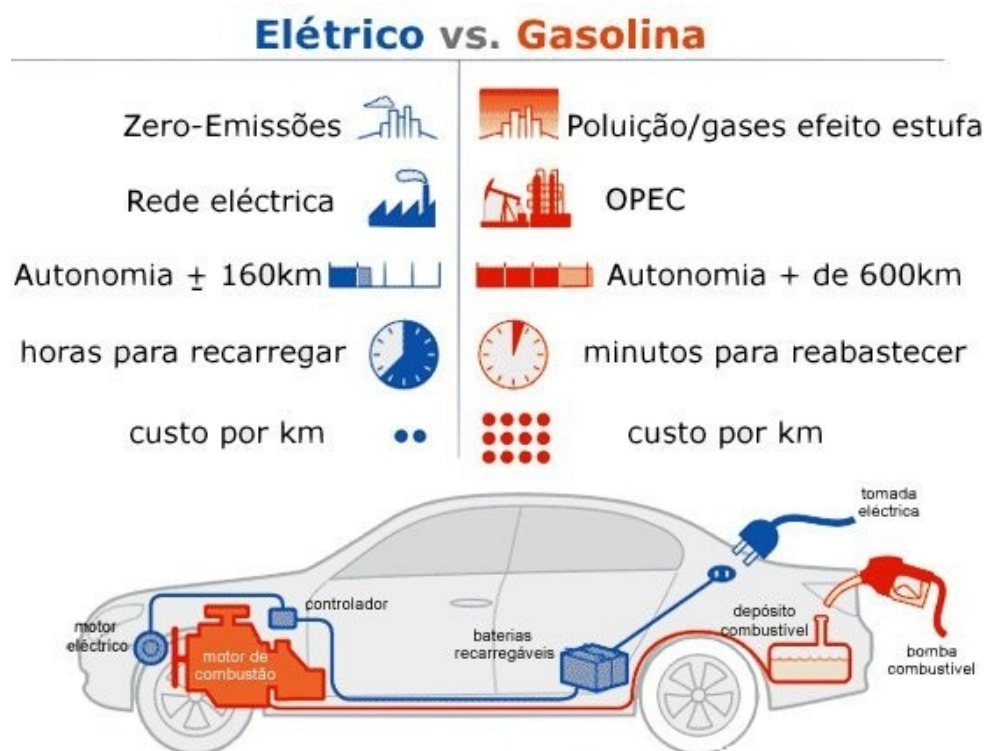 Elétrico vs. Gasolina
Zero-Emissões
Poluição/gases efeito estufa
Rede eléctrica
OPEC
Autonomia ± 160km
Autonomia + de 600km
horas para recarregar
minutos para reabastecer
custo por km
custo por km
tomada
eléctrica
controlador
motor
eléctrico
motor de
combustão
baterias
recarregáveis
depósito
combustível
bomba
combustível